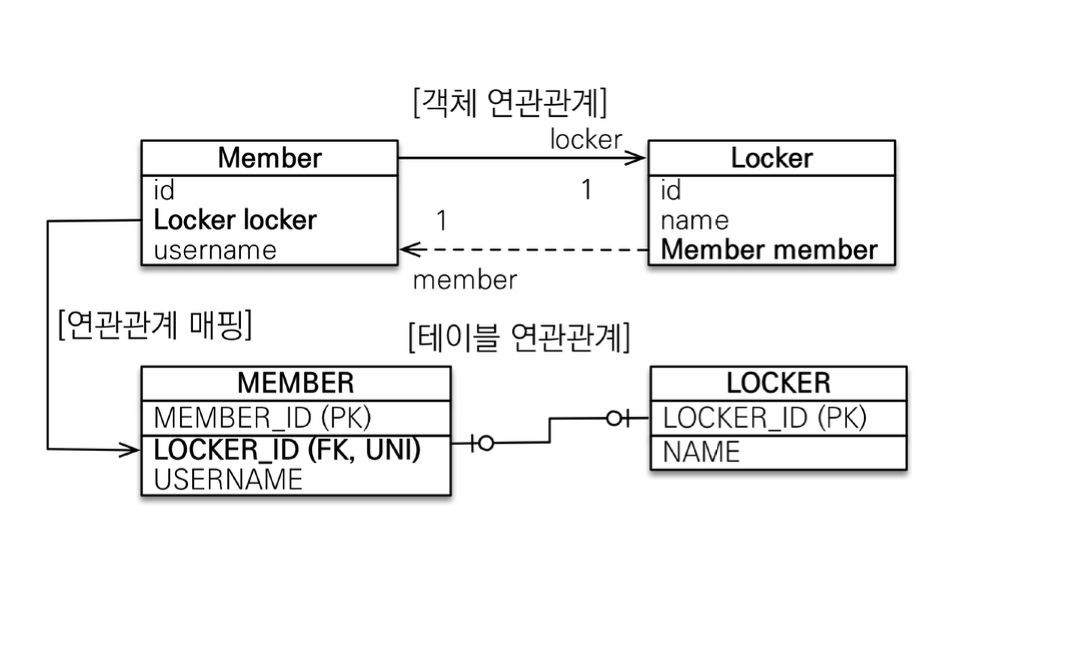 [객체 연관관계]
locker
Member
Locker
id
Locker locker
username
1
1
id
name
Member member
member
[연관관계 매핑]
[테이블 연관관계]
MEMBER
MEMBER_ID (PK)
LOCKER_ID (FK, UNI)
USERNAME
LOCKER
LOCKER_ID (PK)
NAME